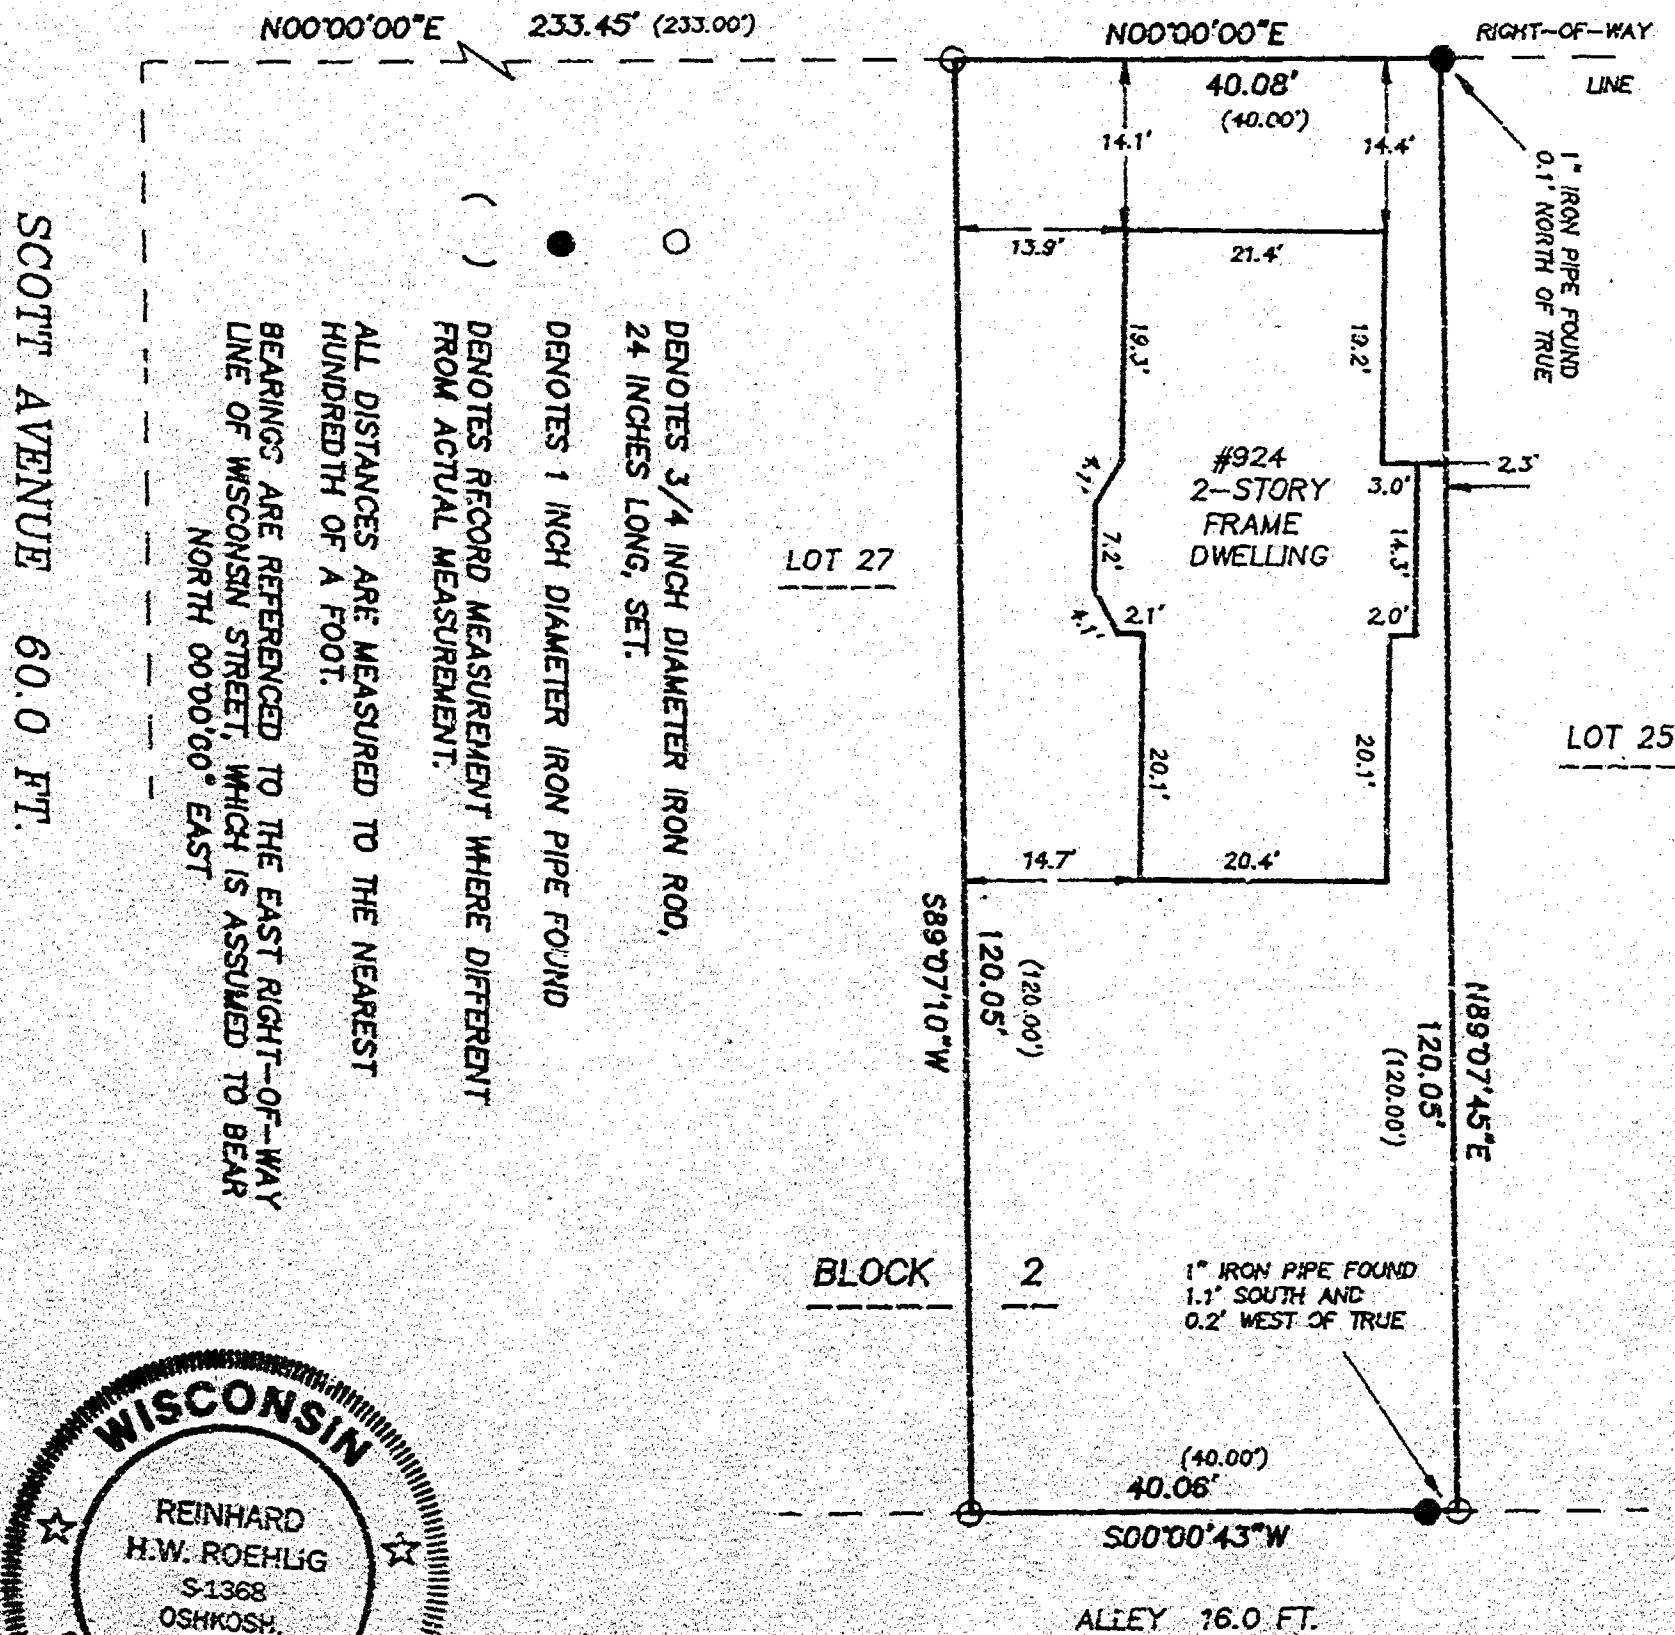 N00°00'00"E 233.45' (233.00')
N00°00'00"E
RIGHT-OF-WAY
LINE
40.08'
(40.00')
14.1'
14.4'
1" IRON PIPE FOUND
0.1' NORTH OF TRUE
13.9'
21.4'
19.3'
19.2'
#924
2-STORY
FRAME
DWELLING
2.3'
3.0'
7.2'
14.3'
4.1'
2.1'
2.0'
LOT 27
LOT 25
20.1'
20.1'
14.7'
20.4'
S89°07'10"W
120.05'
(120.00')
N89°07'45"E
120.05'
(120.00')
BLOCK 2
1" IRON PIPE FOUND
1.1' SOUTH AND
0.2' WEST OF TRUE
(40.00')
40.06'
S00°00'43"W
ALLEY 16.0 FT.
DENOTES 3/4 INCH DIAMETER IRON ROD,
24 INCHES LONG, SET.
DENOTES 1 INCH DIAMETER IRON PIPE FOUND
( ) DENOTES RECORD MEASUREMENT WHERE DIFFERENT
FROM ACTUAL MEASUREMENT.
ALL DISTANCES ARE MEASURED TO THE NEAREST
HUNDREDTH OF A FOOT.
BEARINGS ARE REFERENCED TO THE EAST RIGHT-OF-WAY
LINE OF WISCONSIN STREET, WHICH IS ASSUMED TO BEAR
NORTH 00°00'00" EAST
SCOTT AVENUE 60.0 FT.
WISCONSIN
REINHARD
H.W. ROEHLIG
S-1368
OSHKOSH,